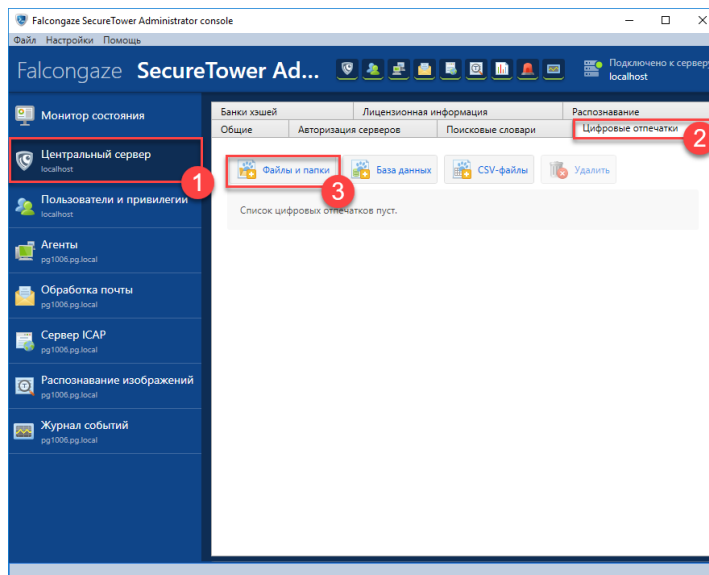 Falcongaze SecureTower Administrator console
Файл Настройки Помощь
Falcongaze SecureTower Ad...
Подключено к серверу
localhost
Монитор состояния
Центральный сервер
localhost
1
Пользователи и привилегии
localhost
Агенты
pg1006.pg.local
Обработка почты
pg1006.pg.local
Сервер ICAP
pg1006.pg.local
Распознавание изображений
pg1006.pg.local
Журнал событий
pg1006.pg.local
Банки хэшей Лицензионная информация Распознавание
Общие Авторизация серверов Поисковые словари Цифровые отпечатки
2
Файлы и папки База данных CSV-файлы Удалить
3
Список цифровых отпечатков пуст.